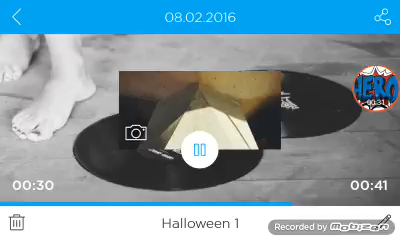 08.02.2016
HERO
00:31
00:30
00:41
Halloween 1
Recorded by mobizen